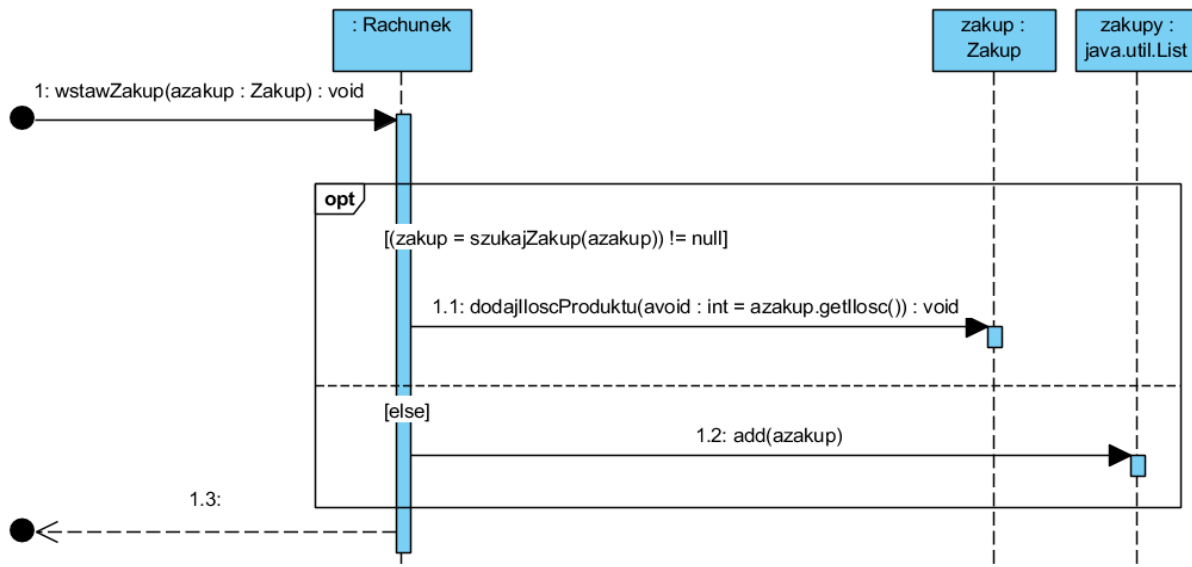 : Rachunek
zakup :
Zakup
zakupy :
java.util.List
1: wstawZakup(azakup : Zakup) : void
opt
[(zakup = szukajZakup(azakup)) != null]
1.1: dodajIloscProduktu(avoid : int = azakup.getIlosc()) : void
[else]
1.2: add(azakup)
1.3: